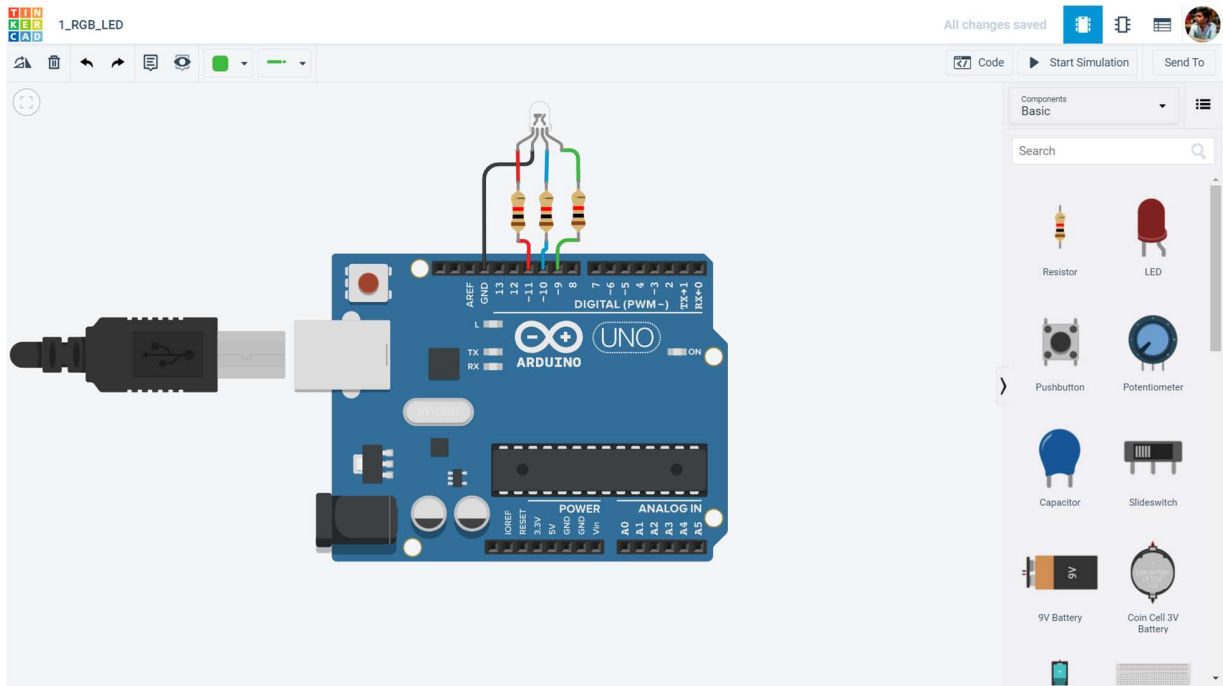 TIN
KER
CAD
1_RGB_LED
All changes saved
Code
Start Simulation
Send To
Components
Basic
Search
Resistor
LED
Pushbutton
Potentiometer
Capacitor
Slideswitch
9V
9V Battery
Coin Cell 3V
Battery
AREF
GND
13
12
~11
~10
~9
8
7
~6
~5
4
~3
2
TX→1
RX←0
DIGITAL (PWM~)
L
TX
RX
ARDUINO
UNO
ON
POWER
ANALOG IN
IOREF
RESET
3.3V
5V
GND
GND
Vin
A0
A1
A2
A3
A4
A5